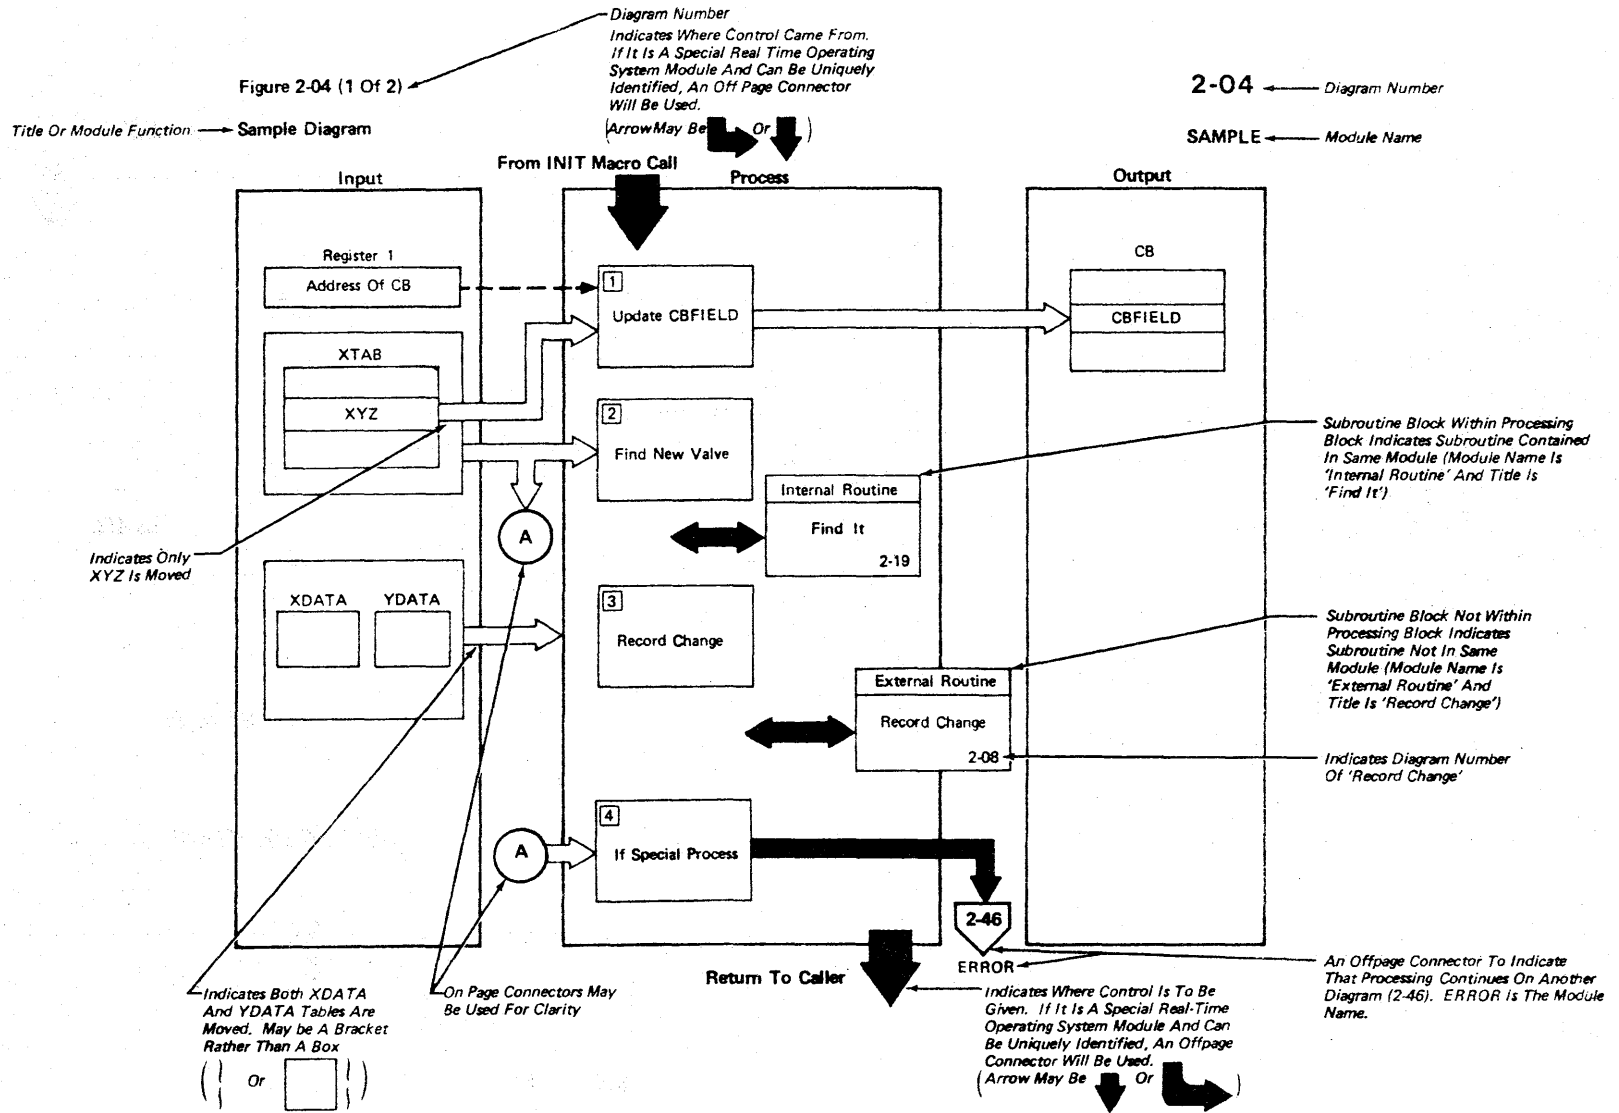 Diagram Number
Indicates Where Control Came From.
If It Is A Special Real Time Operating
System Module And Can Be Uniquely
Identified, An Off Page Connector
Will Be Used.
(Arrow May Be Or )
Figure 2-04 (1 Of 2)
2-04
Diagram Number
Title Or Module Function
Sample Diagram
SAMPLE
Module Name
From INIT Macro Call
Input
Process
Output
Register 1
Address Of CB
XTAB
XYZ
1
Update CBFIELD
CB
CBFIELD
2
Find New Valve
A
Internal Routine
Find It
2-19
Subroutine Block Within Processing
Block Indicates Subroutine Contained
In Same Module (Module Name Is
'Internal Routine' And Title Is
'Find It')
Indicates Only
XYZ Is Moved
XDATA
YDATA
3
Record Change
External Routine
Record Change
2-08
Subroutine Block Not Within
Processing Block Indicates
Subroutine Not In Same
Module (Module Name Is
'External Routine' And
Title Is 'Record Change')
Indicates Diagram Number
Of 'Record Change'
A
4
If Special Process
2-46
ERROR
Return To Caller
Indicates Both XDATA
And YDATA Tables Are
Moved. May be A Bracket
Rather Than A Box
( Or )
On Page Connectors May
Be Used For Clarity
Indicates Where Control Is To Be
Given. If It Is A Special Real-Time
Operating System Module And Can
Be Uniquely Identified, An Offpage
Connector Will Be Used.
(Arrow May Be Or )
An Offpage Connector To Indicate
That Processing Continues On Another
Diagram (2-46). ERROR Is The Module
Name.